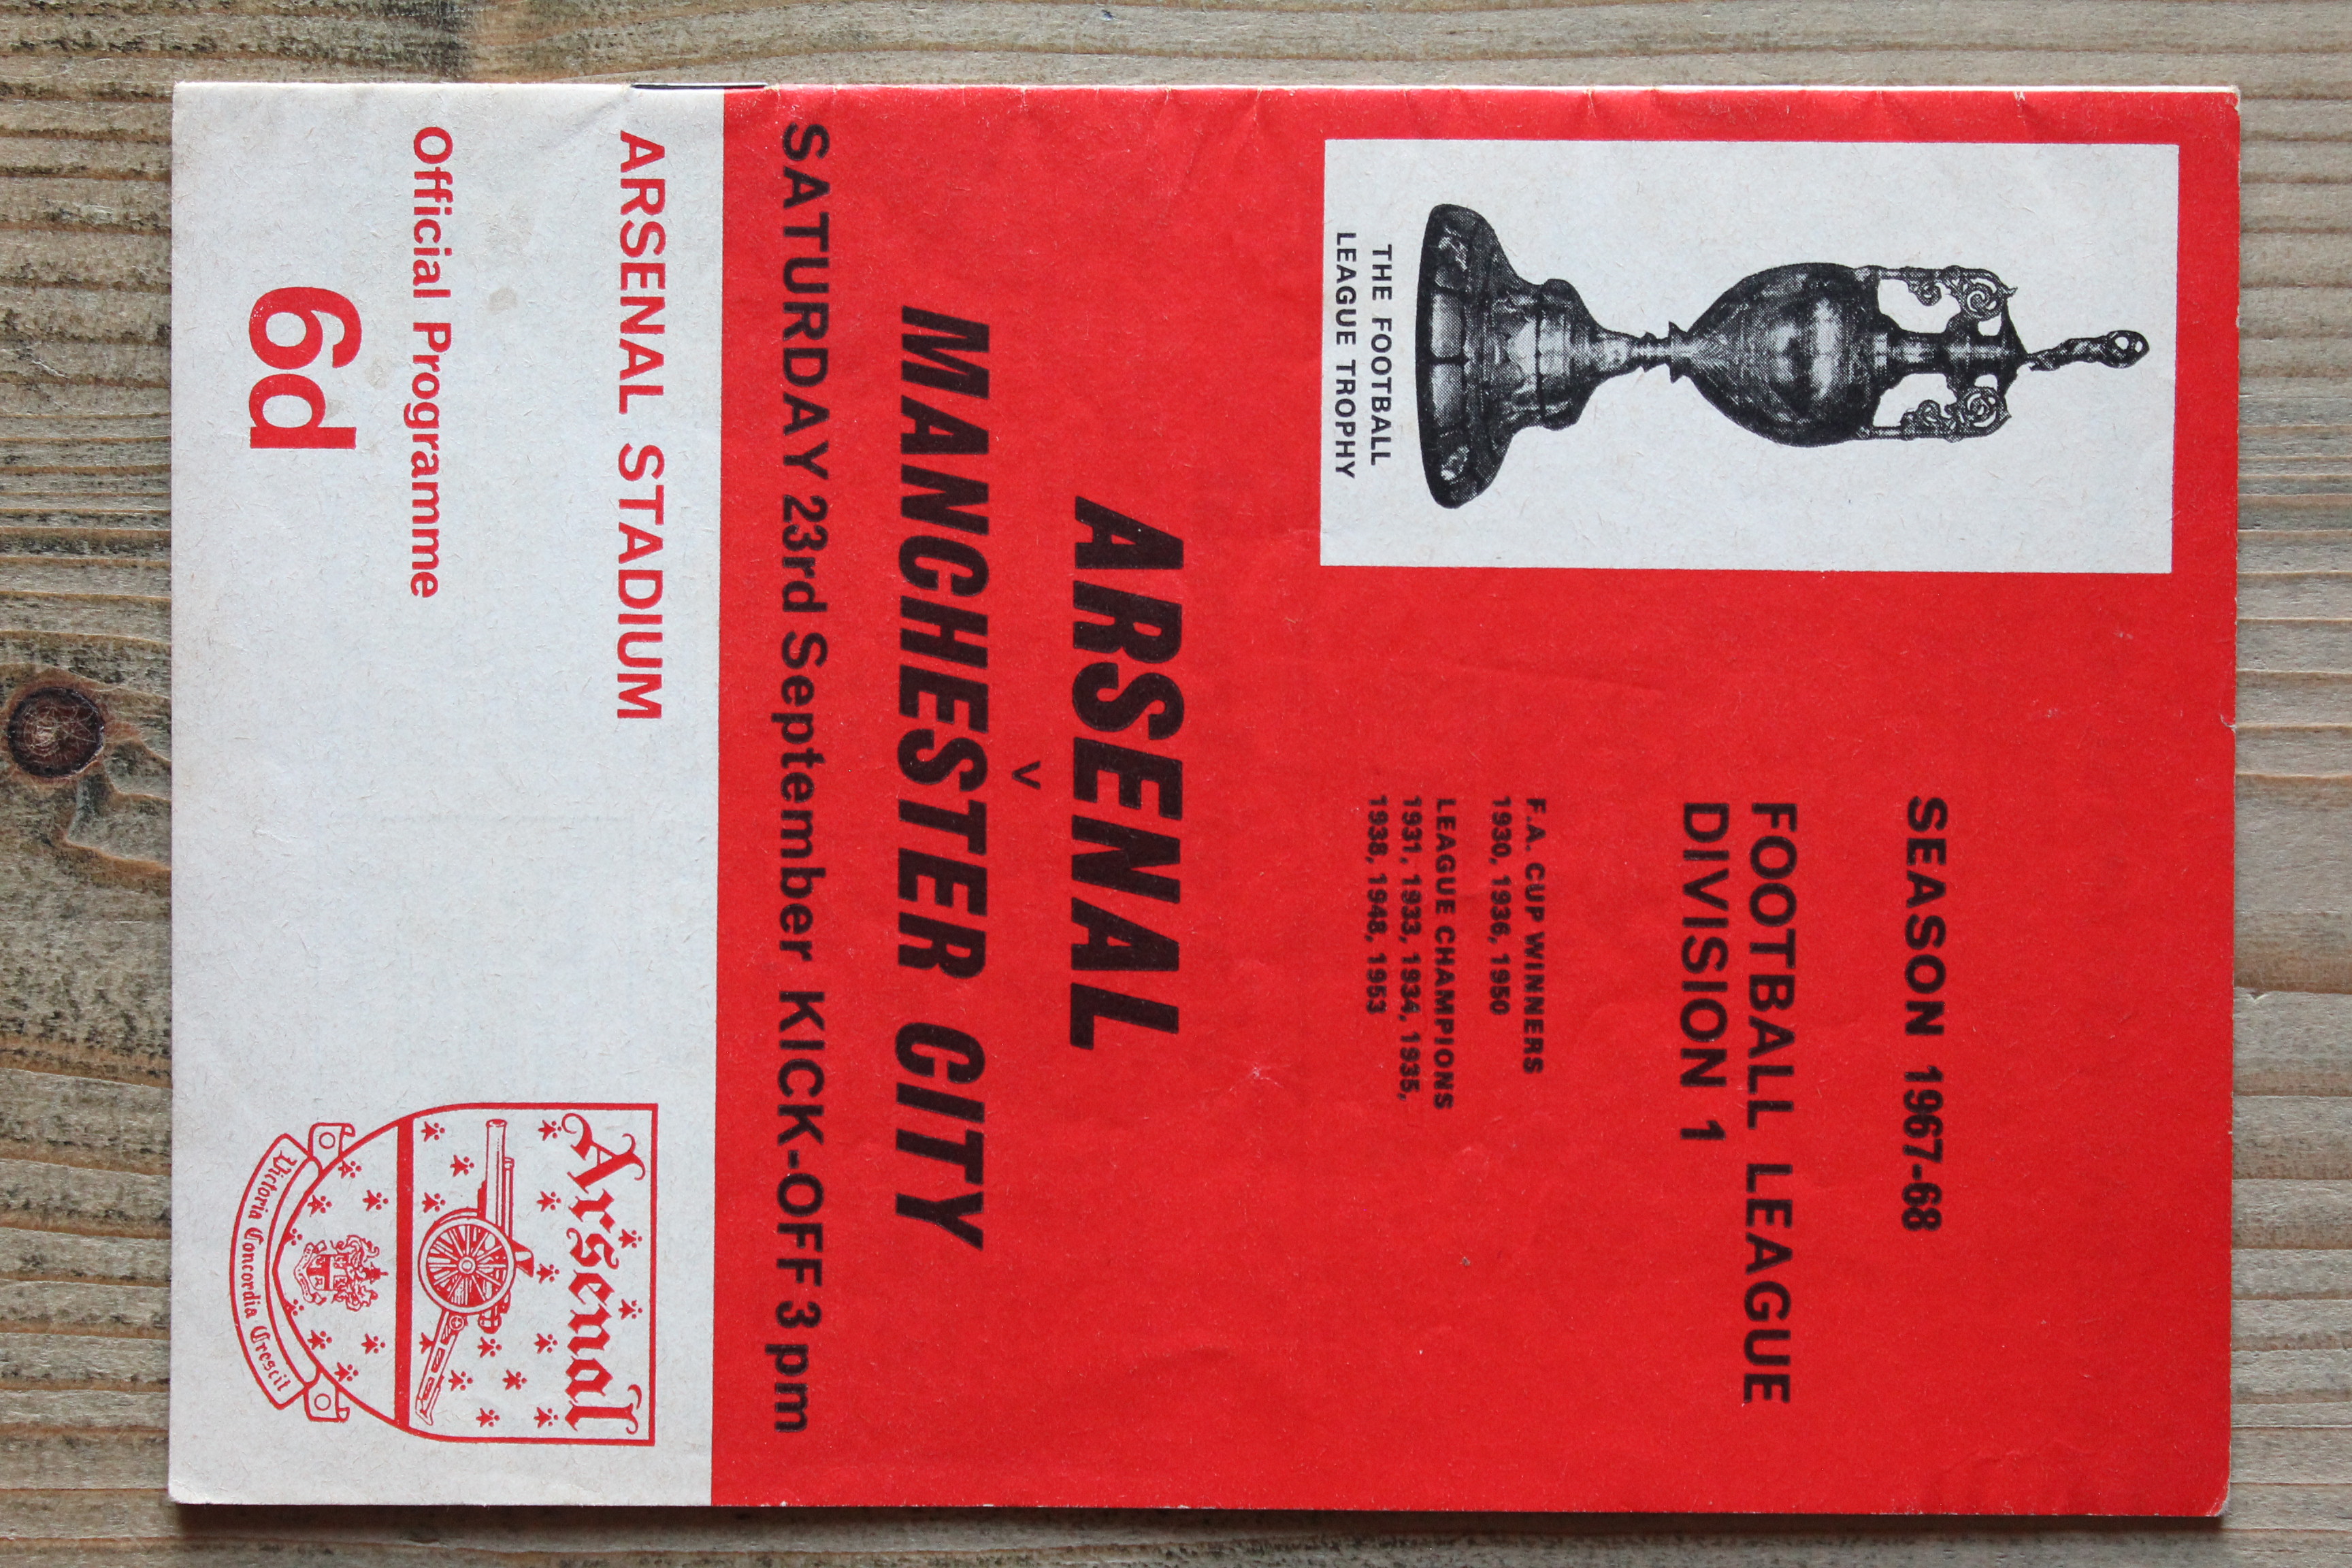 SEASON 1967-68
FOOTBALL LEAGUE
DIVISION 1
THE FOOTBALL
LEAGUE TROPHY
F.A. CUP WINNERS
1930, 1936, 1950
LEAGUE CHAMPIONS
1931, 1933, 1934, 1935,
1938, 1948, 1953
ARSENAL
v
MANCHESTER CITY
SATURDAY 23rd September KICK-OFF 3 pm
ARSENAL STADIUM
Official Programme
6d
Arsenal
Victoria Concordia Crescit